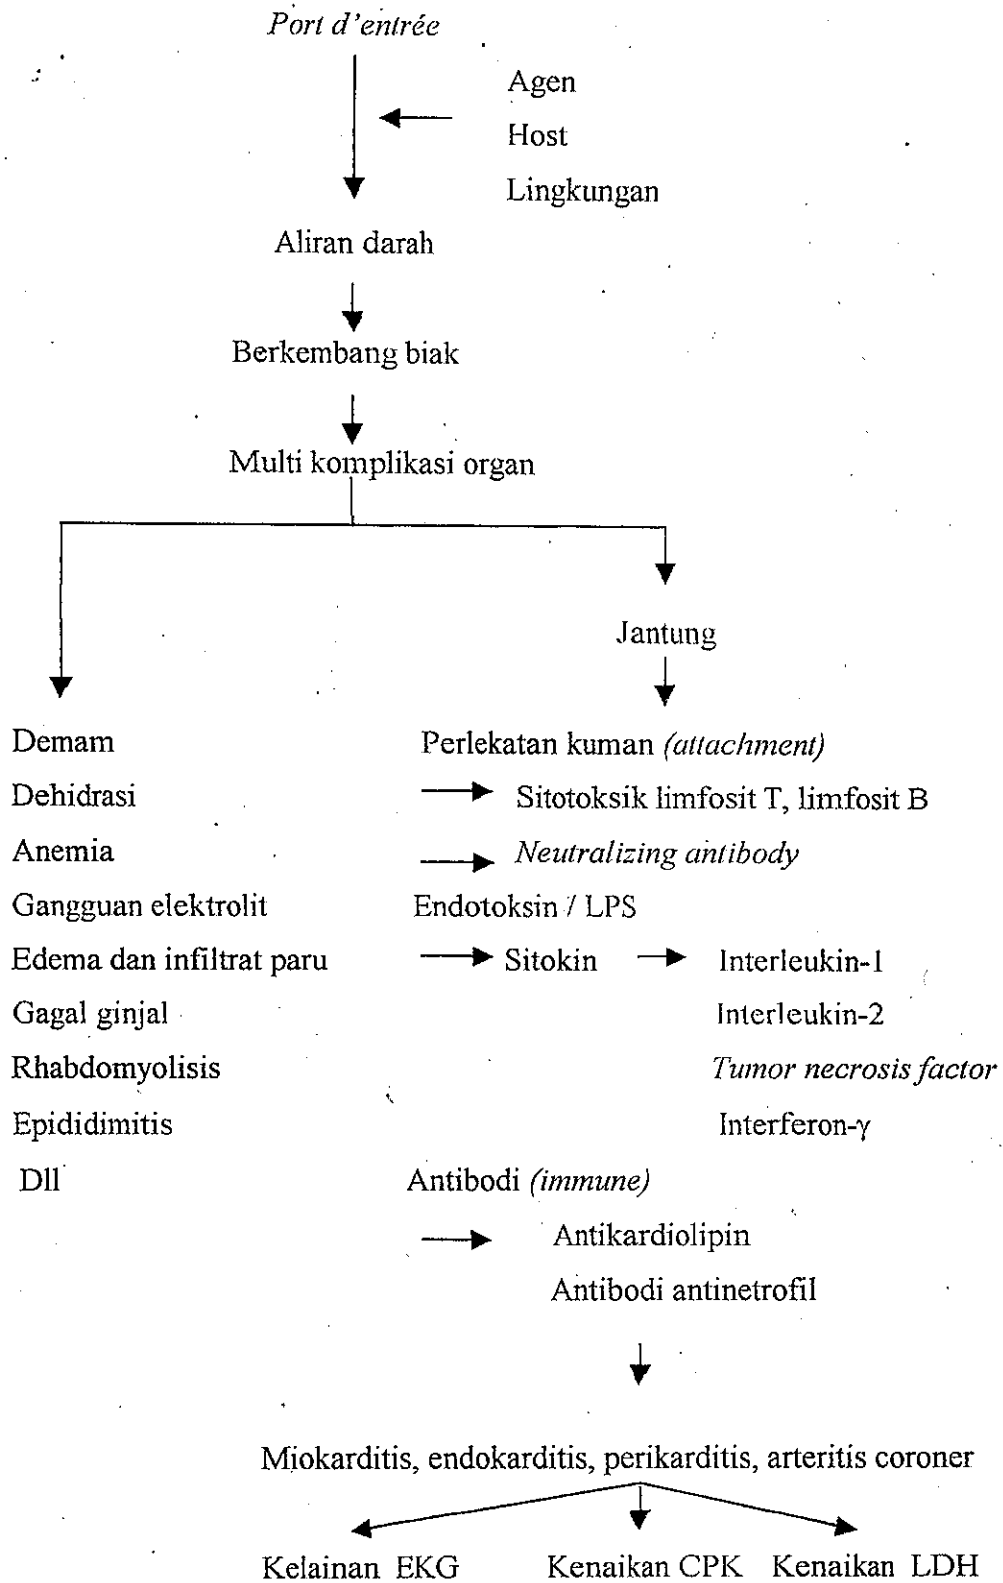 Port d'entrée
Agen
Host
Lingkungan
Aliran darah
Berkembang biak
Multi komplikasi organ
Jantung
Demam
Dehidrasi
Anemia
Gangguan elektrolit
Edema dan infiltrat paru
Gagal ginjal
Rhabdomyolisis
Epididimitis
Dll
Perlekatan kuman (attachment)
Sitotoksik limfosit T, limfosit B
Neutralizing antibody
Endotoksin / LPS
Sitokin
Interleukin-1
Interleukin-2
Tumor necrosis factor
Interferon-γ
Antibodi (immune)
Antikardiolipin
Antibodi antinetrofil
Miokarditis, endokarditis, perikarditis, arteritis coroner
Kelainan EKG
Kenaikan CPK
Kenaikan LDH